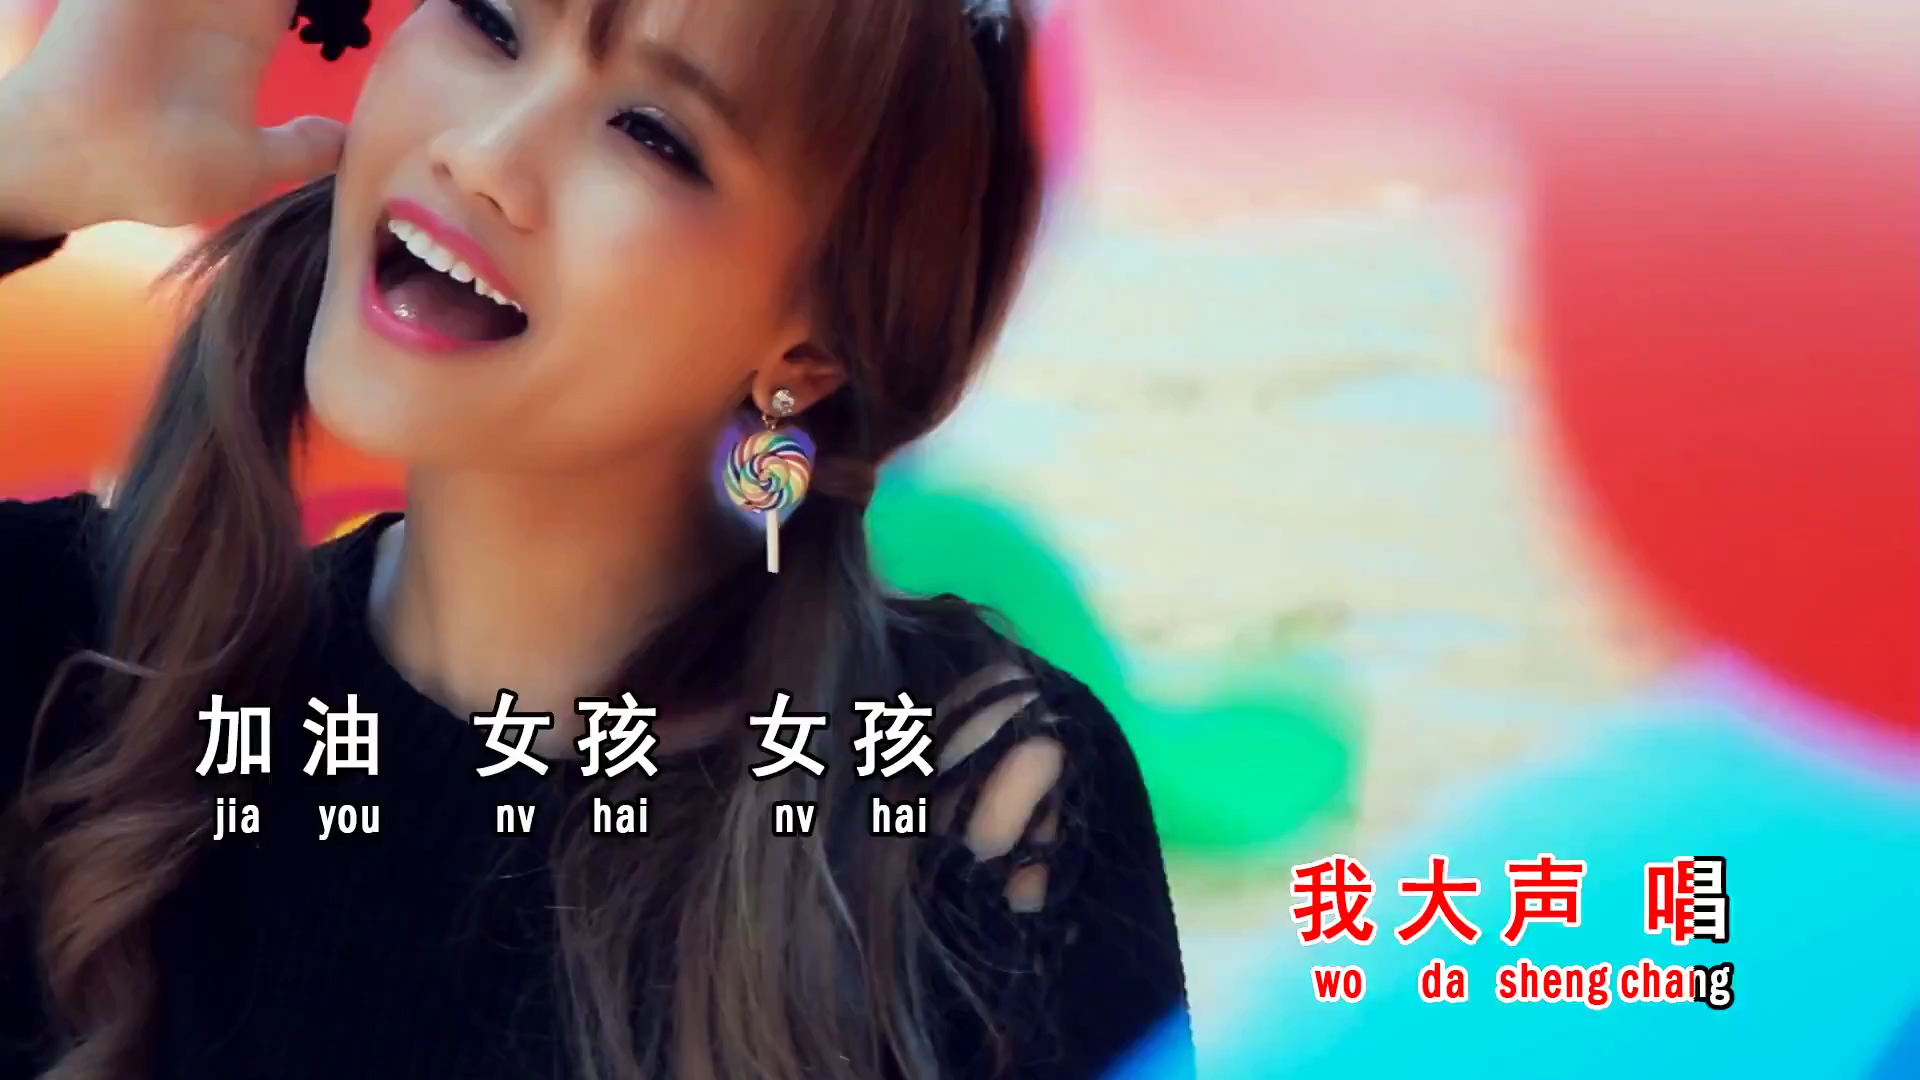 加油 女孩 女孩
jia you nv hai nv hai
我大声 唱
wo da sheng chang